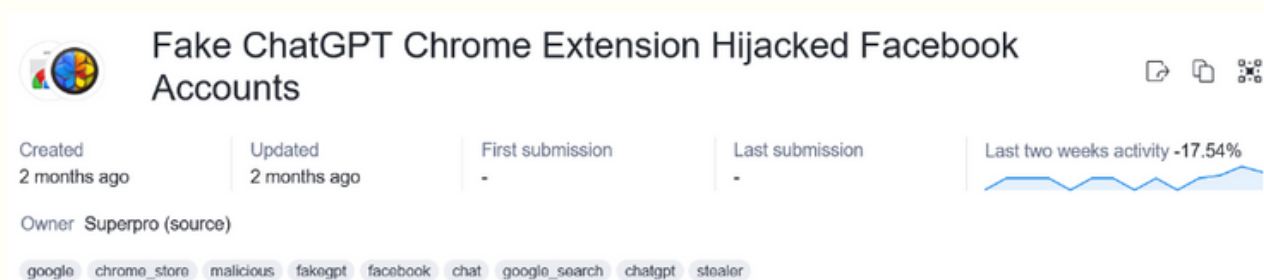 Fake ChatGPT Chrome Extension Hijacked Facebook
Accounts
Created
Updated
First submission
Last submission
Last two weeks activity -17.54%
2 months ago
2 months ago
-
-
Owner Superpro (source)
google chrome_store malicious fakegpt facebook chat google_search chatgpt stealer